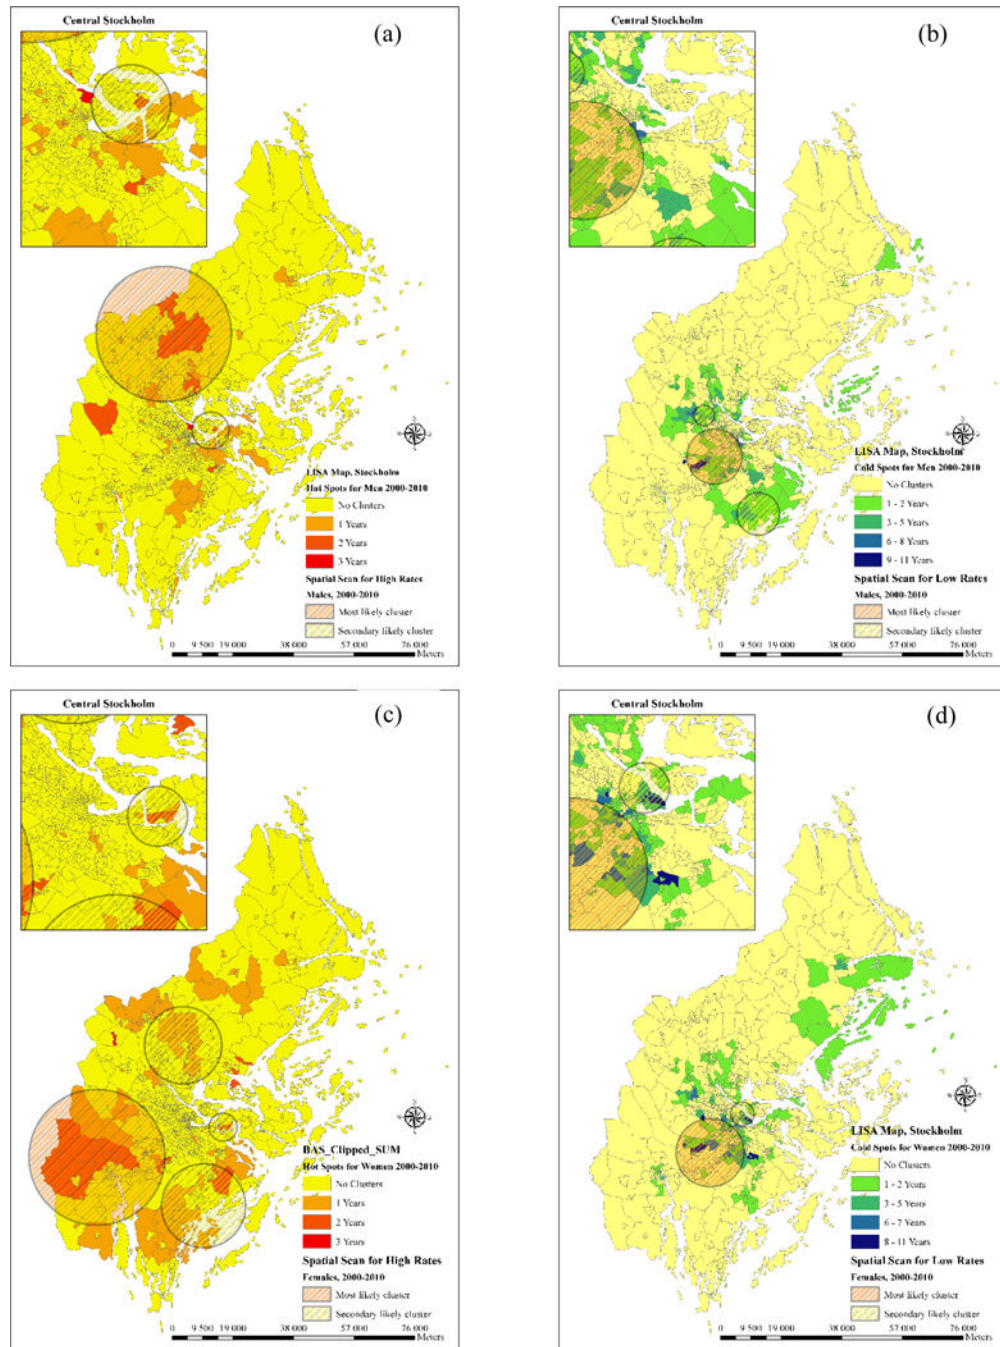 Central Stockholm
(a)
LISA Map, Stockholm
Hot Spots for Men 2000-2010
No Clusters
1 Years
2 Years
3 Years
Spatial Scan for High Rates
Males, 2000-2010
Most likely cluster
Secondary likely cluster
0 9 500 19 000 38 000 57 000 76 000
Meters
Central Stockholm
(b)
LISA Map, Stockholm
Cold Spots for Men 2000-2010
No Clusters
1 - 2 Years
3 - 5 Years
6 - 8 Years
9 - 11 Years
Spatial Scan for Low Rates
Males, 2000-2010
Most likely cluster
Secondary likely cluster
0 9 500 19 000 38 000 57 000 76 000
Meters
Central Stockholm
(c)
BAS_Clipped_SUM
Hot Spots for Women 2000-2010
No Clusters
1 Years
2 Years
3 Years
Spatial Scan for High Rates
Females, 2000-2010
Most likely cluster
Secondary likely cluster
0 9 500 19 000 38 000 57 000 76 000
Meters
Central Stockholm
(d)
LISA Map, Stockholm
Cold Spots for Women 2000-2010
No Clusters
1 - 2 Years
3 - 5 Years
6 - 7 Years
8 - 11 Years
Spatial Scan for Low Rates
Females, 2000-2010
Most likely cluster
Secondary likely cluster
0 9 500 19 000 38 000 57 000 76 000
Meters